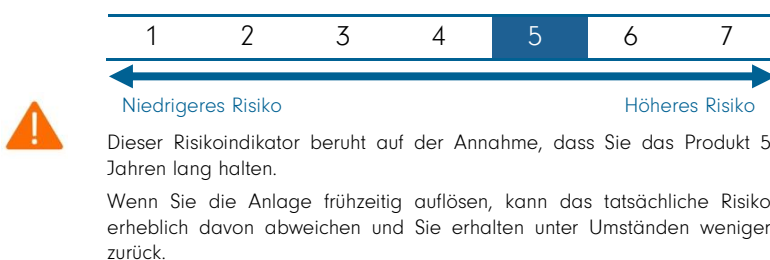 1 2 3 4 5 6 7
Niedrigeres Risiko Höheres Risiko
Dieser Risikoindikator beruht auf der Annahme, dass Sie das Produkt 5
Jahren lang halten.
Wenn Sie die Anlage frühzeitig auflösen, kann das tatsächliche Risiko
erheblich davon abweichen und Sie erhalten unter Umständen weniger
zurück.